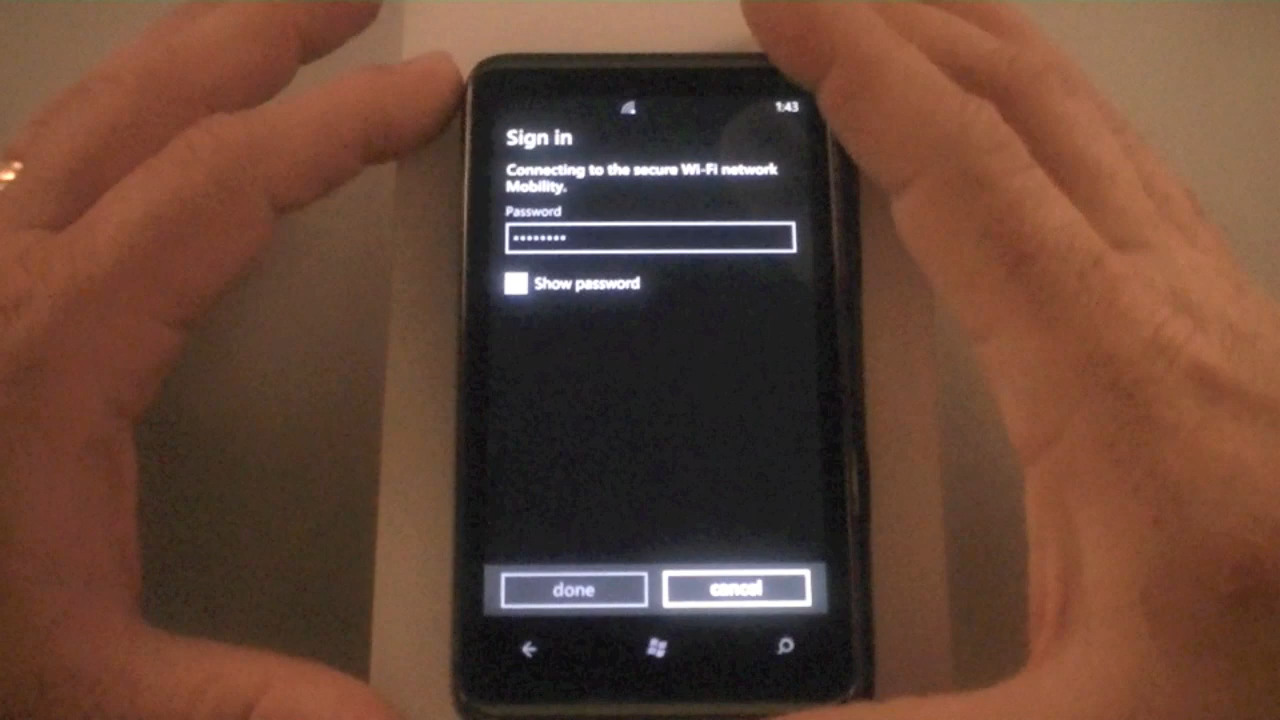 1:43
Sign in
Connecting to the secure Wi-Fi network
Mobility.
Password
••••••••
Show password
done
cancel